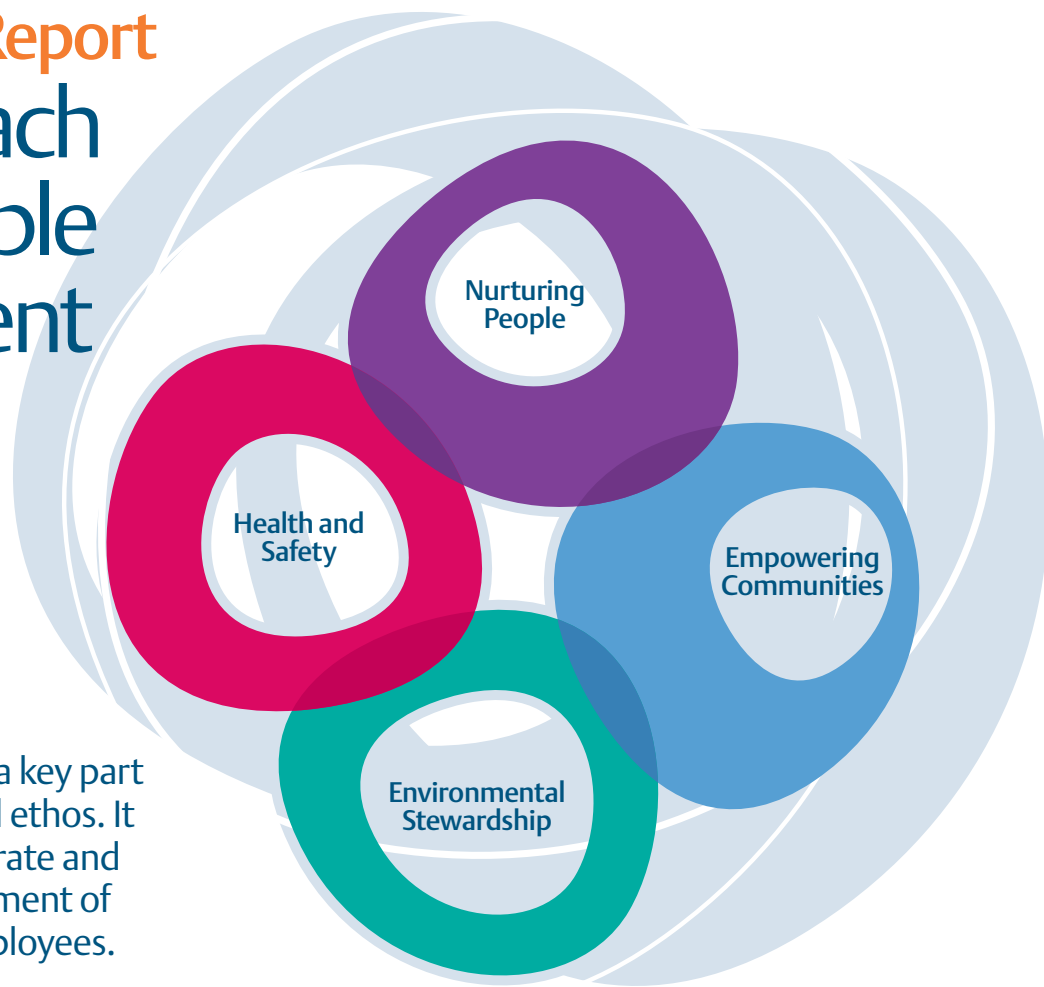 Report
ach
ble
ent
Nurturing
People
Health and
Safety
Empowering
Communities
Environmental
Stewardship
a key part
ethos. It
rate and
ment of
ployees.